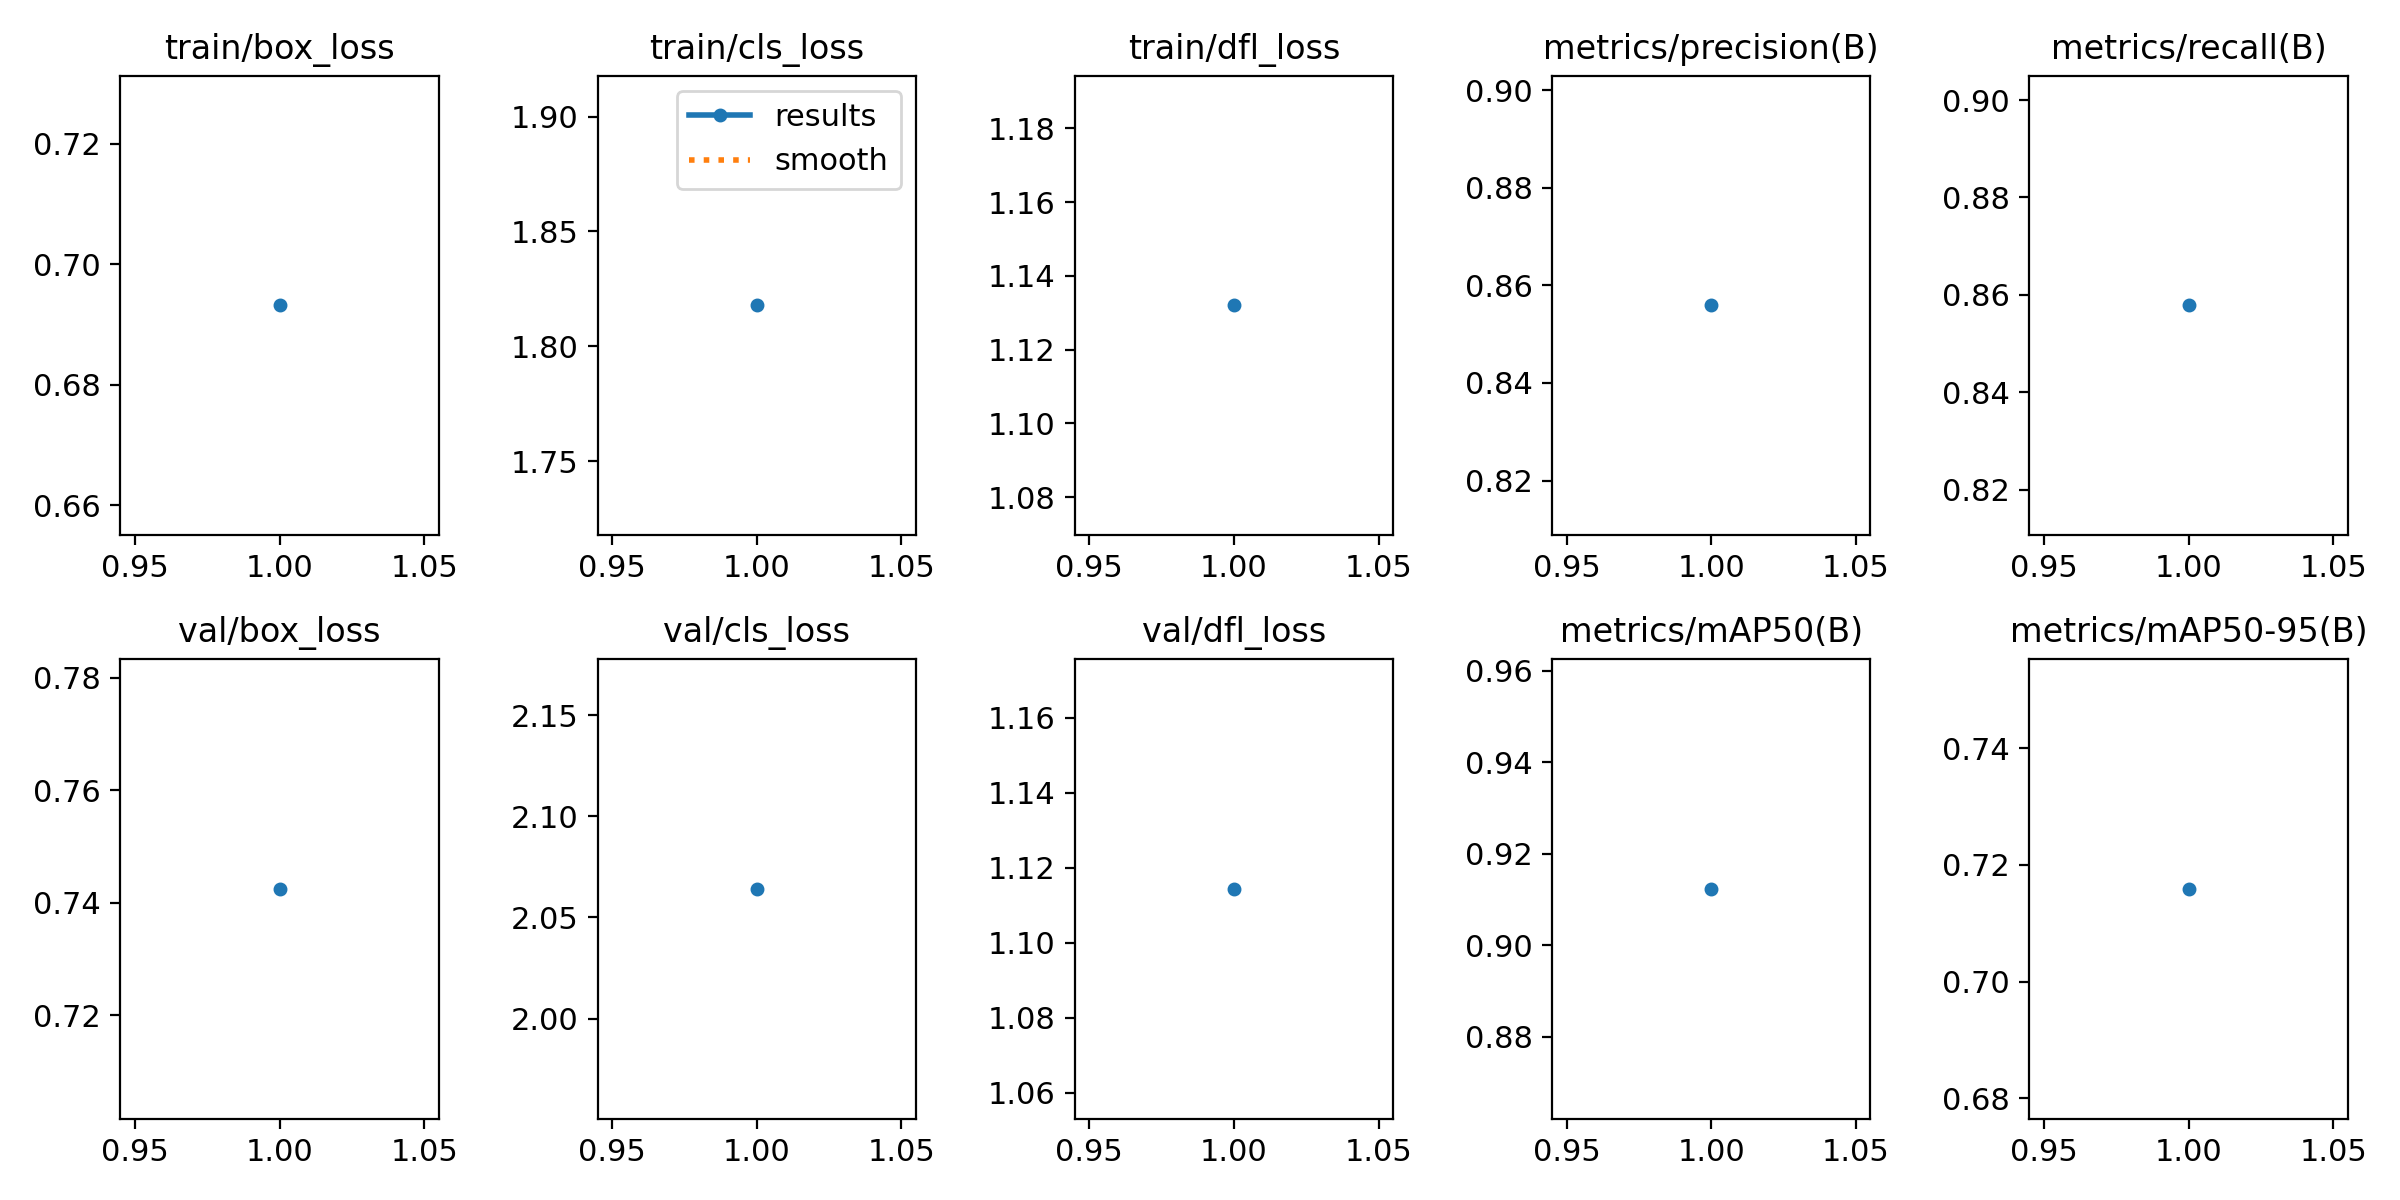 train/box_loss
0.72
0.70
0.68
0.66
0.95 1.00 1.05
train/cls_loss
results
smooth
1.90
1.85
1.80
1.75
0.95 1.00 1.05
train/dfl_loss
1.18
1.16
1.14
1.12
1.10
1.08
0.95 1.00 1.05
metrics/precision(B)
0.90
0.88
0.86
0.84
0.82
0.95 1.00 1.05
metrics/recall(B)
0.90
0.88
0.86
0.84
0.82
0.95 1.00 1.05
val/box_loss
0.78
0.76
0.74
0.72
0.95 1.00 1.05
val/cls_loss
2.15
2.10
2.05
2.00
0.95 1.00 1.05
val/dfl_loss
1.16
1.14
1.12
1.10
1.08
1.06
0.95 1.00 1.05
metrics/mAP50(B)
0.96
0.94
0.92
0.90
0.88
0.95 1.00 1.05
metrics/mAP50-95(B)
0.74
0.72
0.70
0.68
0.95 1.00 1.05